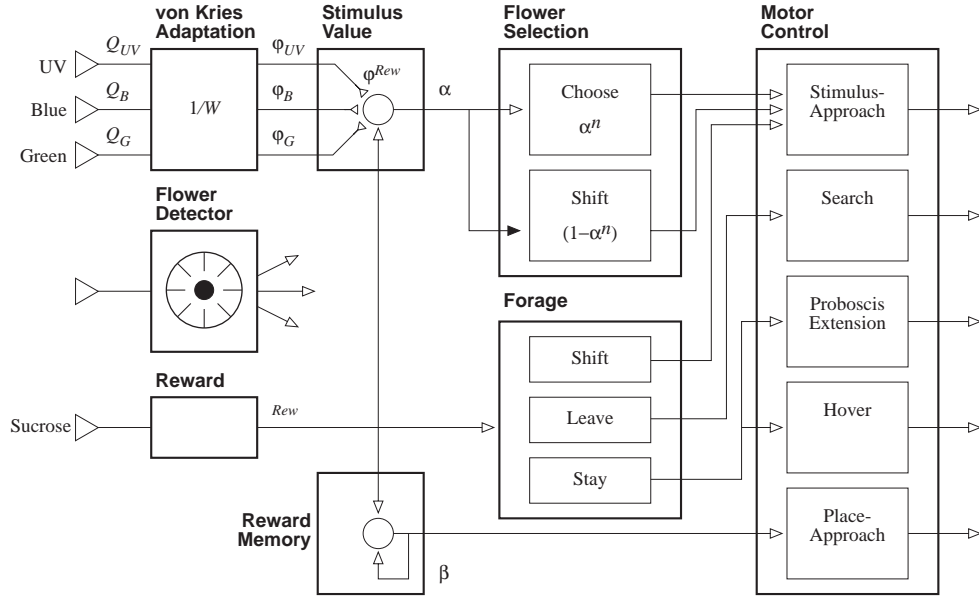 von Kries
Adaptation
Stimulus
Value
Flower
Selection
Motor
Control
UV
Q_UV
φ_UV
Blue
Q_B
φ_B
Green
Q_G
φ_G
1/W
φ^Rew
α
Choose
α^n
Shift
(1−α^n)
Stimulus-
Approach
Search
Proboscis
Extension
Hover
Place-
Approach
Flower
Detector
Forage
Shift
Leave
Stay
Reward
Sucrose
Rew
Reward
Memory
β